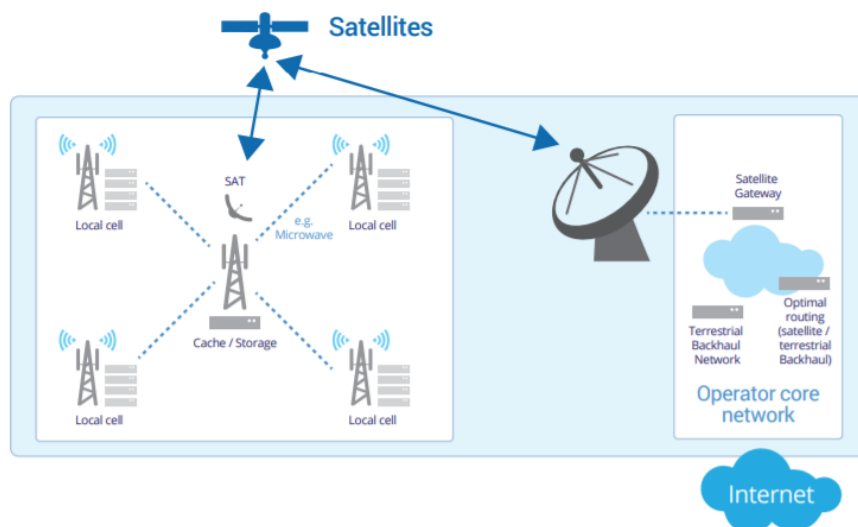 Satellites
Local cell
SAT
e.g.
Microwave
Local cell
Cache / Storage
Local cell
Local cell
Satellite
Gateway
Terrestrial
Backhaul
Network
Optimal
routing
(satellite /
terrestrial
Backhaul)
Operator core
network
Internet